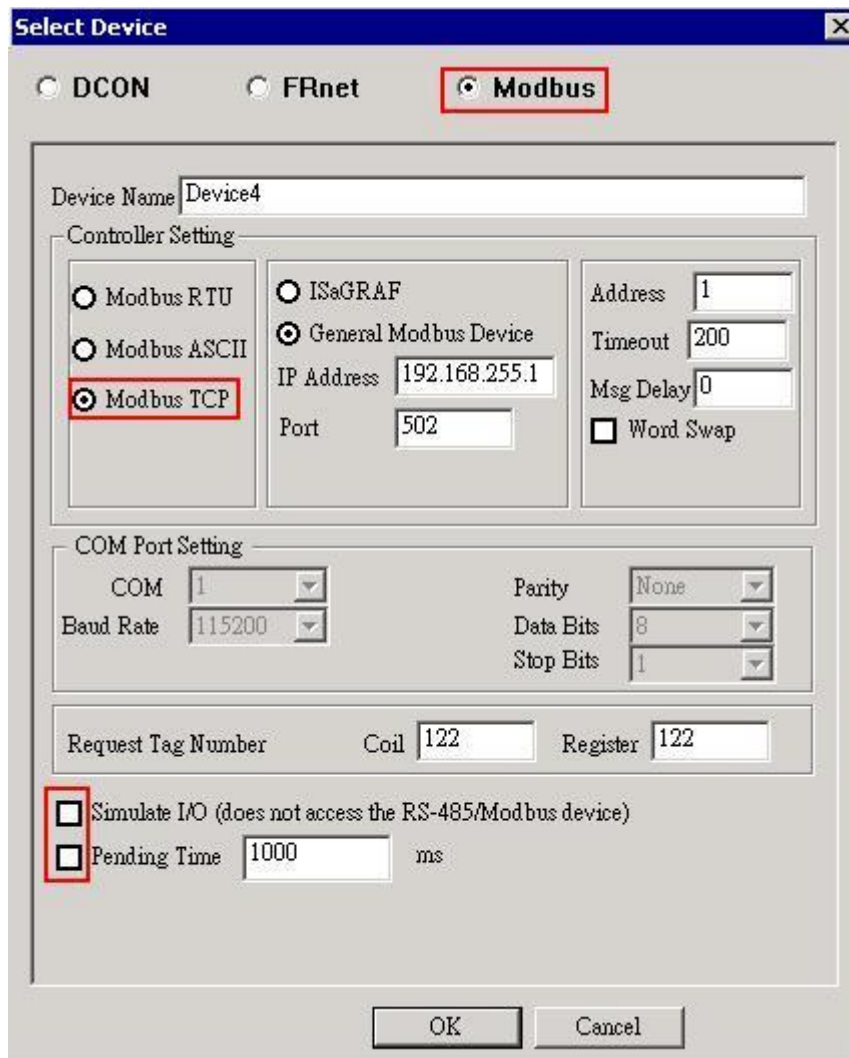 Select Device
DCON FRnet Modbus
Device Name Device4
Controller Setting
Modbus RTU
Modbus ASCII
Modbus TCP
ISaGRAF
General Modbus Device
IP Address 192.168.255.1
Port 502
Address 1
Timeout 200
Msg Delay 0
Word Swap
COM Port Setting
COM 1
Baud Rate 115200
Parity None
Data Bits 8
Stop Bits 1
Request Tag Number Coil 122 Register 122
Simulate I/O (does not access the RS-485/Modbus device)
Pending Time 1000 ms
OK Cancel